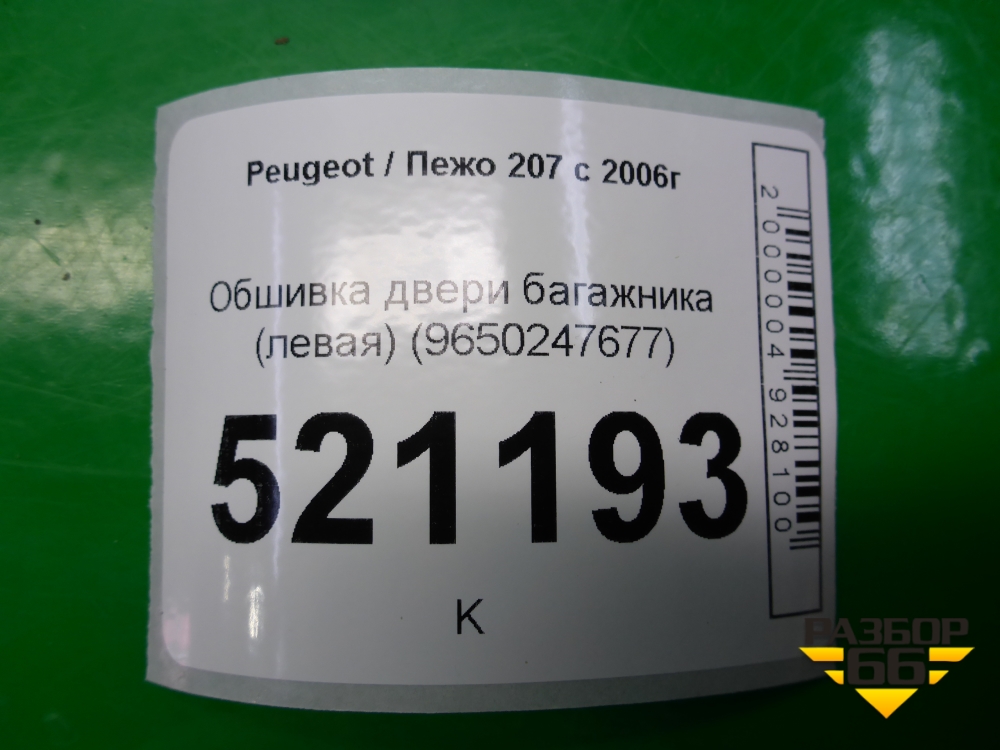 Peugeot / Пежо 207 с 2006г
Обшивка двери багажника
(левая) (9650247677)
521193
К
2000004928100
РАЗБОР
66